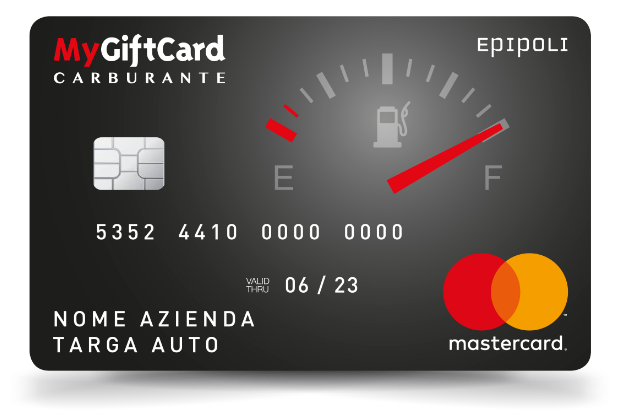 MyGiftCard
CARBURANTE
EPIPOLI
E F
5352 4410 0000 0000
VALID THRU 06 / 23
NOME AZIENDA
TARGA AUTO
mastercard.